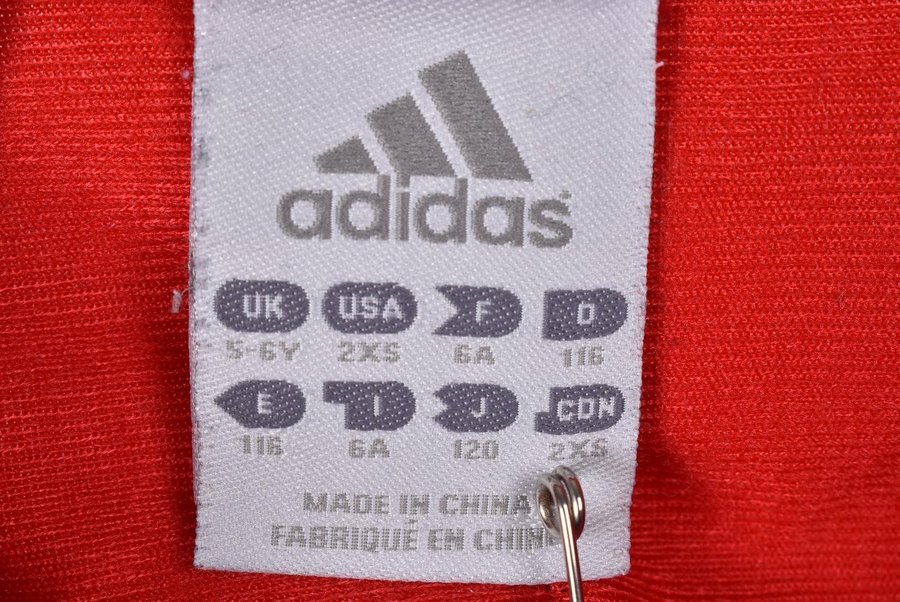 adidas
UK USA F D
5-6Y 2XS 6A 116
E I J CDN
116 6A 120 2XS
MADE IN CHINA
FABRIQUÉ EN CHINE